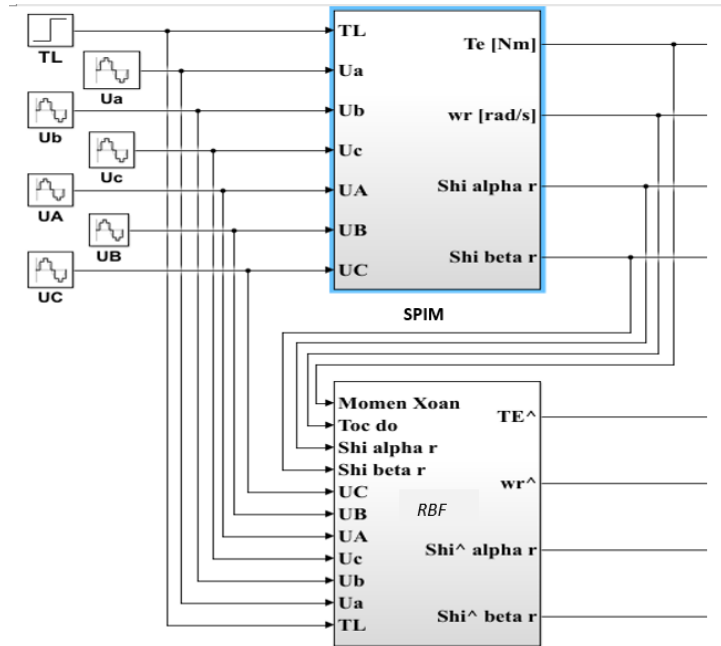 TL
Ua
Ub
Uc
UA
UB
UC
TL
Ua
Ub
Uc
UA
UB
UC
Te [Nm]
wr [rad/s]
Shi alpha r
Shi beta r
SPIM
Momen Xoan
Toc do
Shi alpha r
Shi beta r
UC
UB
UA
Uc
Ub
Ua
TL
RBF
TE^
wr^
Shi^ alpha r
Shi^ beta r